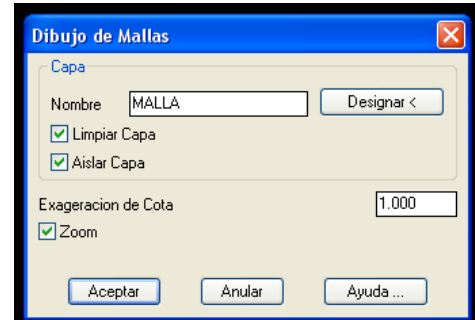 Dibujo de Mallas
Capa
Nombre MALLA Designar <
Limpiar Capa
Aislar Capa
Exageracion de Cota 1.000
Zoom
Aceptar Anular Ayuda ...